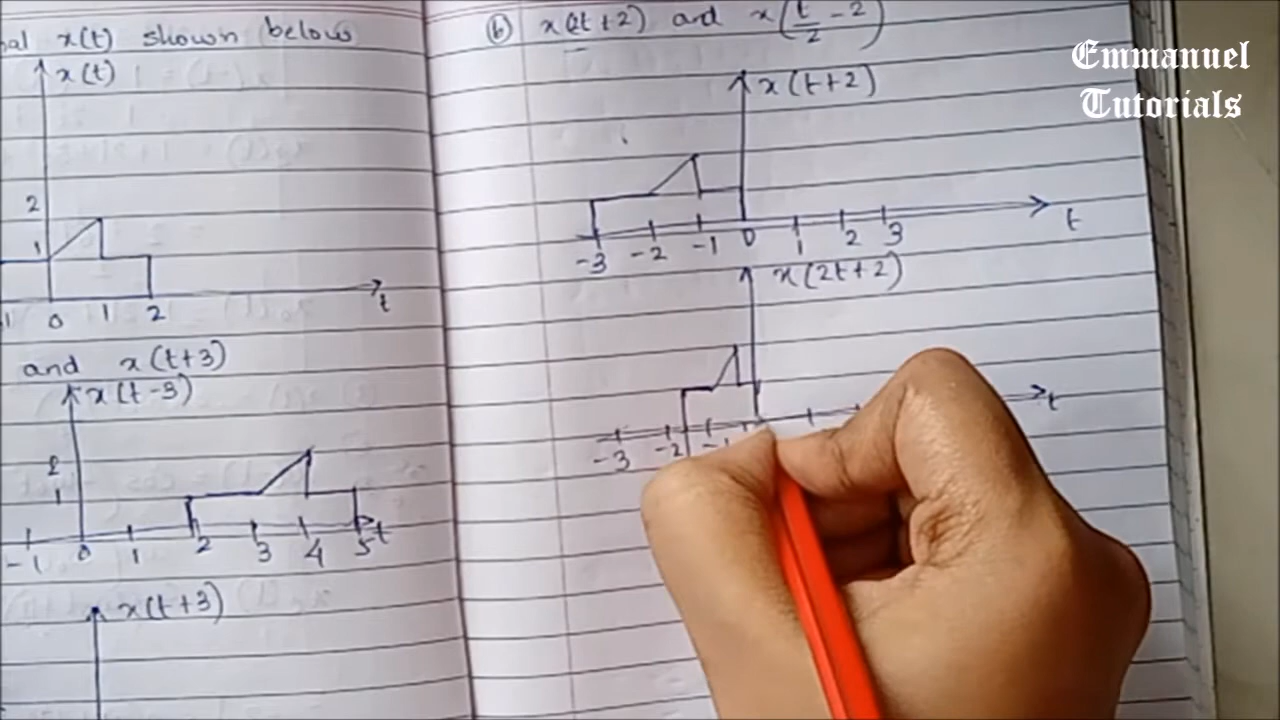 x(t) shown below
x(t)
2
1
0 1 2
t
and x(t+3)
x(t-3)
2
1
-1 0 1 2 3 4 5 t
x(t+3)
(b) x(2t+2) and x(t/2 - 2)
x(t+2)
-3 -2 -1 0 1 2 3
t
x(2t+2)
t
-3 -2 -1
Emmanuel
Tutorials